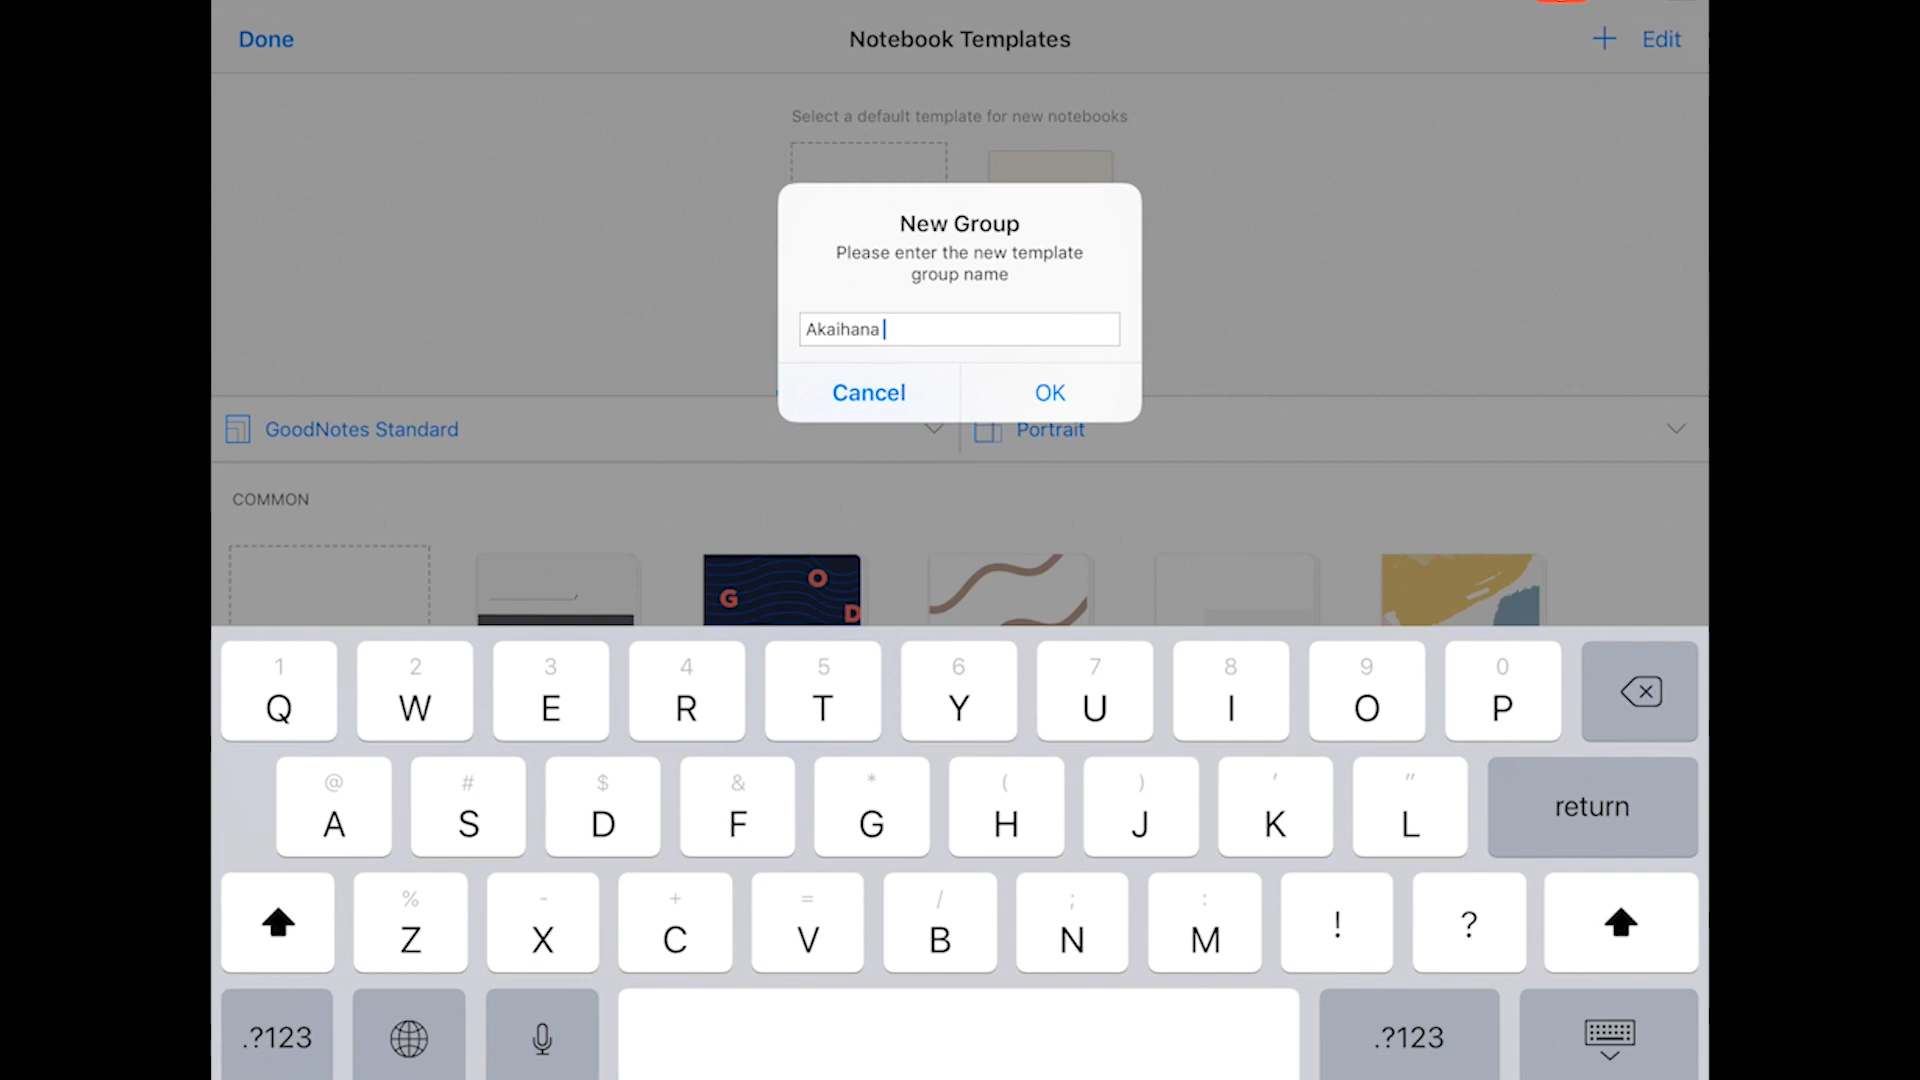 Done
Notebook Templates
Edit
Select a default template for new notebooks
New Group
Please enter the new template
group name
Akaihana
Cancel
OK
GoodNotes Standard
Portrait
COMMON
G O D
1 2 3 4 5 6 7 8 9 0
Q W E R T Y U I O P
@ # $ & * ( ) ' "
A S D F G H J K L return
% - + = / ; :
Z X C V B N M ! ?
.?123 .?123